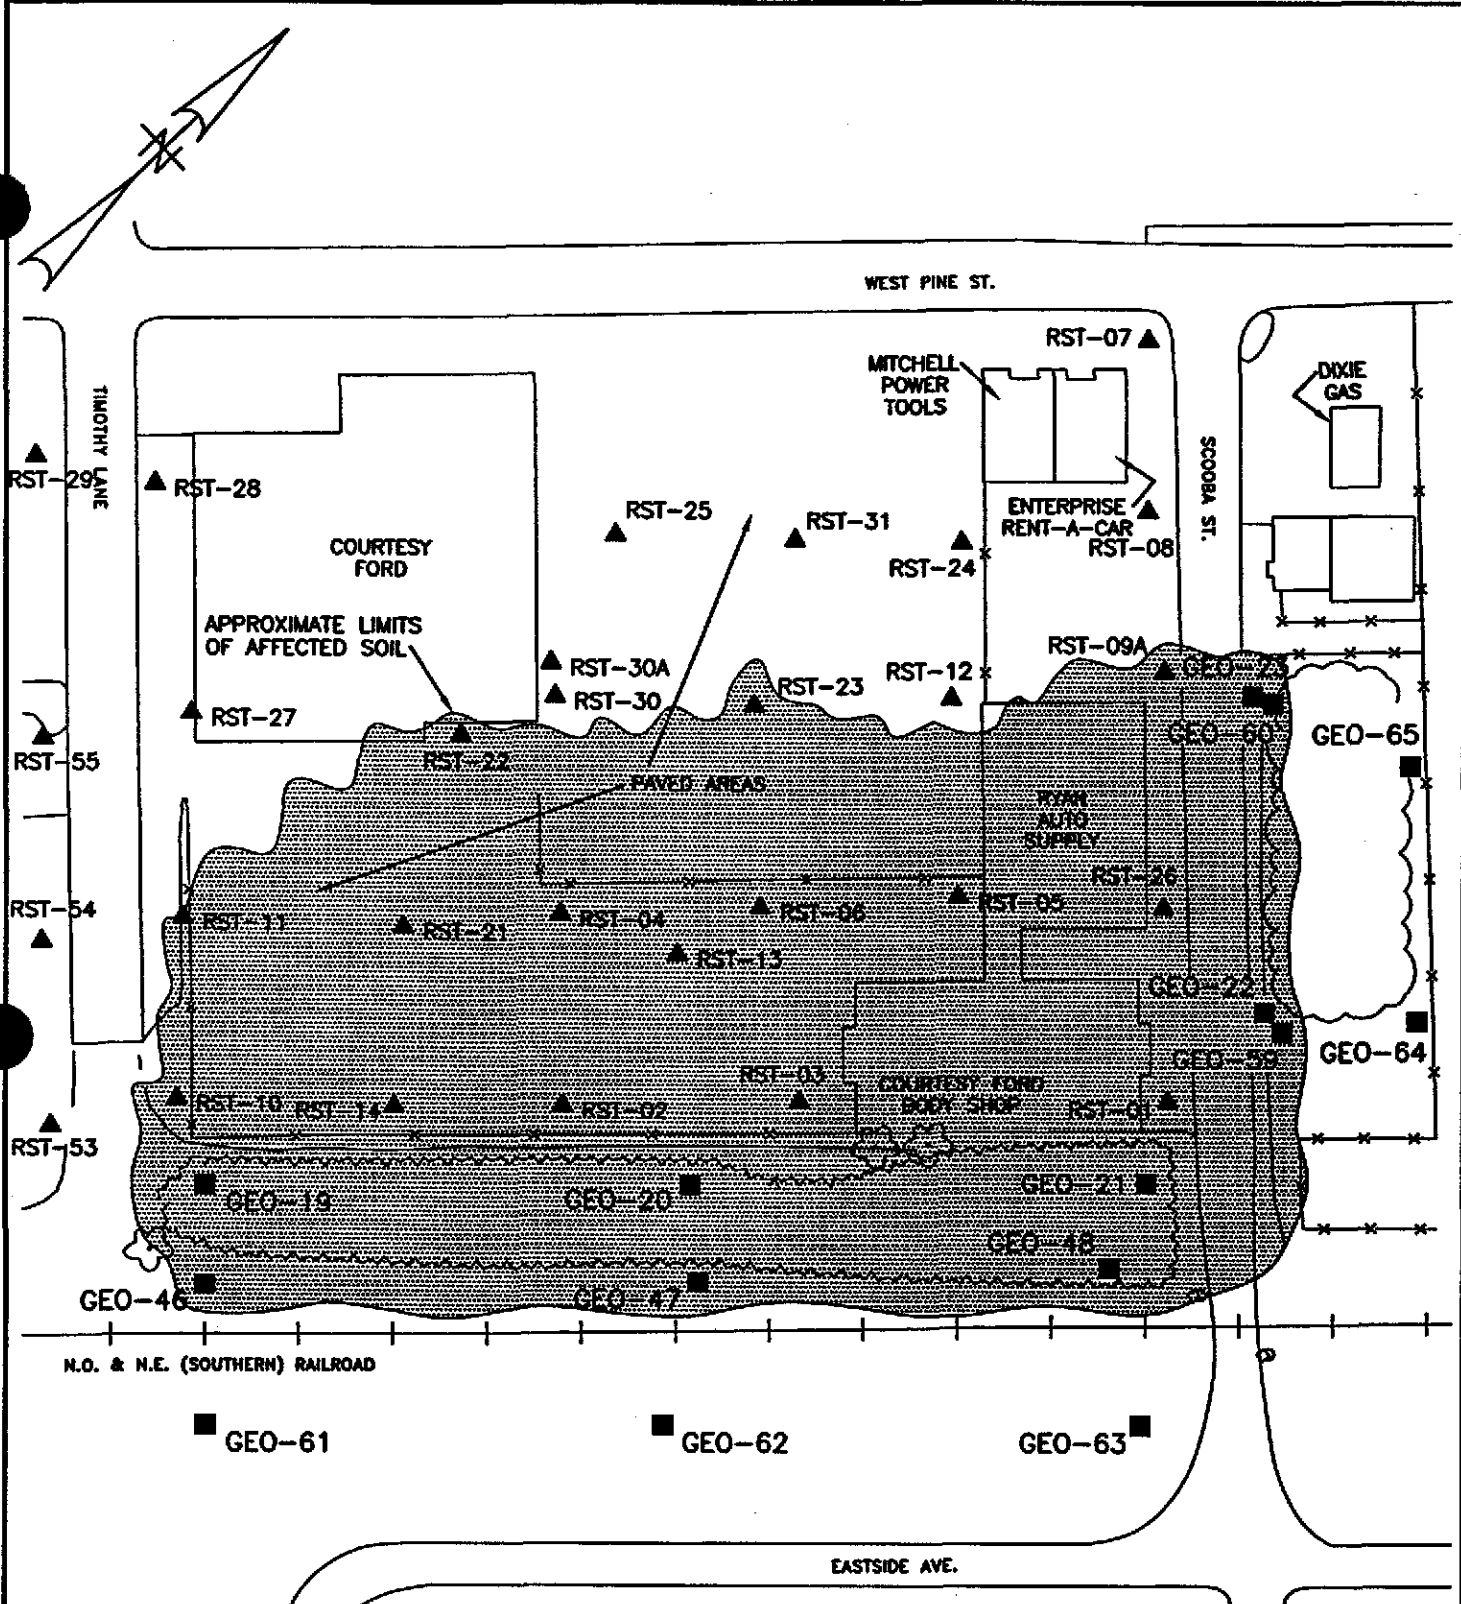 N
WEST PINE ST.
RST-07
MITCHELL
POWER
TOOLS
DIXIE
GAS
TIMOTHY LANE
SCOOBA ST.
RST-29
RST-28
RST-25
RST-31
ENTERPRISE
RENT-A-CAR
RST-08
COURTESY
FORD
RST-24
APPROXIMATE LIMITS
OF AFFECTED SOIL
RST-09A
RST-30A
RST-12
GEO-23
RST-30
RST-23
RST-27
GEO-60
GEO-65
RST-55
RST-22
PAVED AREAS
RYAN
AUTO
SUPPLY
RST-26
RST-54
RST-11
RST-21
RST-04
RST-06
RST-05
RST-13
GEO-22
GEO-59
GEO-64
RST-03
COURTESY FORD
BODY SHOP
RST-10
RST-14
RST-02
RST-01
RST-53
GEO-19
GEO-20
GEO-21
GEO-48
GEO-46
GEO-47
N.O. & N.E. (SOUTHERN) RAILROAD
GEO-61
GEO-62
GEO-63
EASTSIDE AVE.